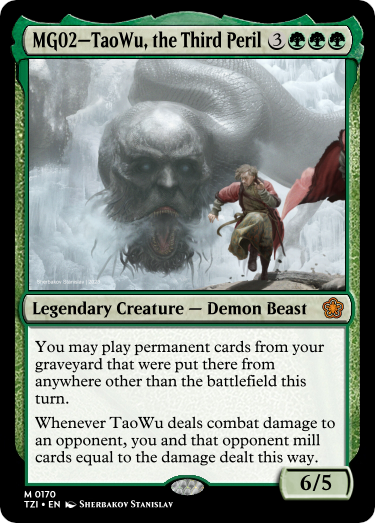 MG02–TaoWu, the Third Peril 3
Legendary Creature — Demon Beast
You may play permanent cards from your
graveyard that were put there from
anywhere other than the battlefield this
turn.
Whenever TaoWu deals combat damage to
an opponent, you and that opponent mill
cards equal to the damage dealt this way.
6/5
M 0170
TZI • EN Sherbakov Stanislav